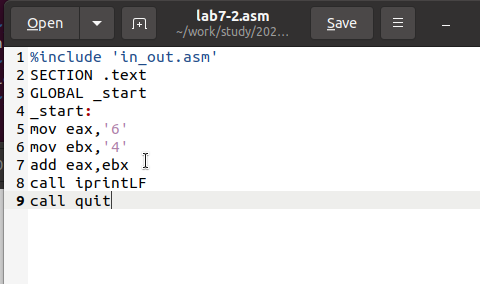 Open
lab7-2.asm
~/work/study/202...
Save
1 %include 'in_out.asm'
2 SECTION .text
3 GLOBAL _start
4 _start:
5 mov eax,'6'
6 mov ebx,'4'
7 add eax,ebx
8 call iprintLF
9 call quit